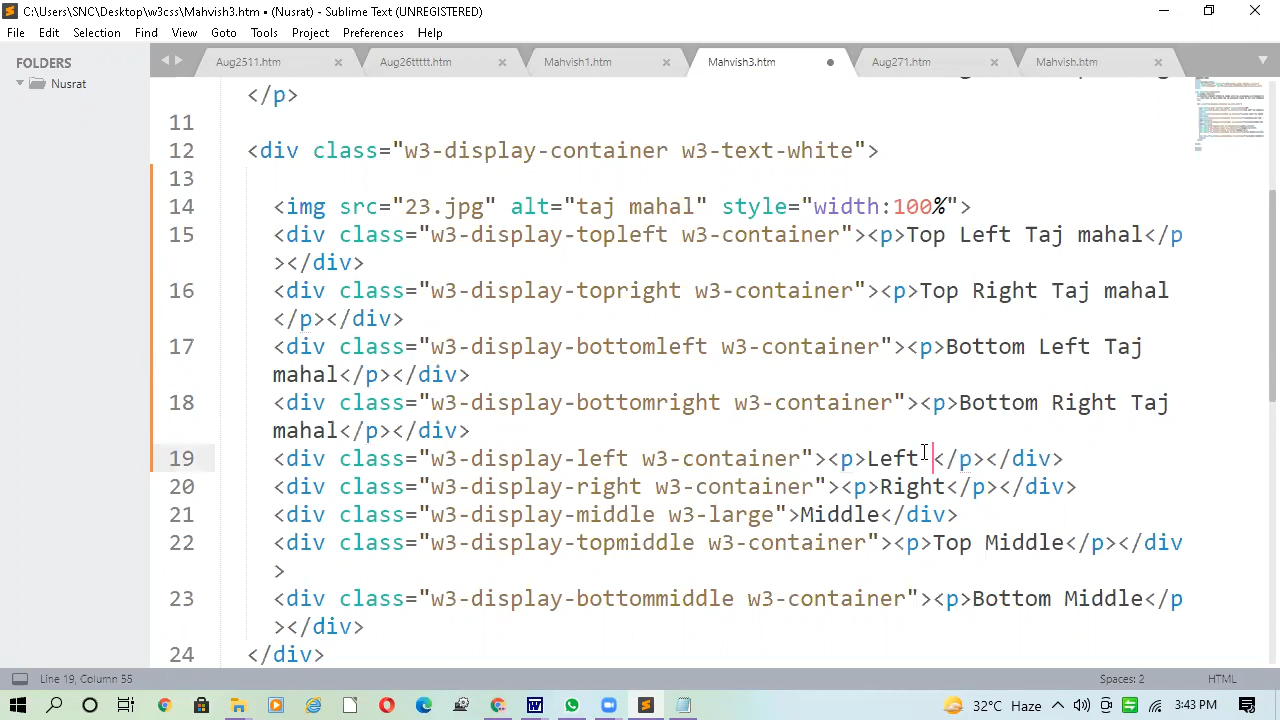 C:\Users\SNC\Desktop\w3css\Mahvish3.htm • (Nusrat) - Sublime Text (UNREGISTERED)
File Edit Selection Find View Goto Tools Project Preferences Help
FOLDERS
Nusrat
Aug2511.htm Aug26ttttt.htm Mahvish1.htm Mahvish3.htm Aug271.htm Mahvish.htm
</p>
11
12 <div class="w3-display-container w3-text-white">
13
14 <img src="23.jpg" alt="taj mahal" style="width:100%">
15 <div class="w3-display-topleft w3-container"><p>Top Left Taj mahal</p
></div>
16 <div class="w3-display-topright w3-container"><p>Top Right Taj mahal
</p></div>
17 <div class="w3-display-bottomleft w3-container"><p>Bottom Left Taj
mahal</p></div>
18 <div class="w3-display-bottomright w3-container"><p>Bottom Right Taj
mahal</p></div>
19 <div class="w3-display-left w3-container"><p>Left </p></div>
20 <div class="w3-display-right w3-container"><p>Right</p></div>
21 <div class="w3-display-middle w3-large">Middle</div>
22 <div class="w3-display-topmiddle w3-container"><p>Top Middle</p></div
>
23 <div class="w3-display-bottommiddle w3-container"><p>Bottom Middle</p
></div>
24 </div>
Line 19, Column 55 Spaces: 2 HTML
32°C Haze 3:43 PM